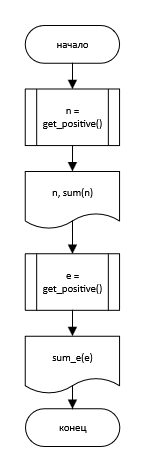 начало
n =
get_positive()
n, sum(n)
e =
get_positive()
sum_e(e)
конец